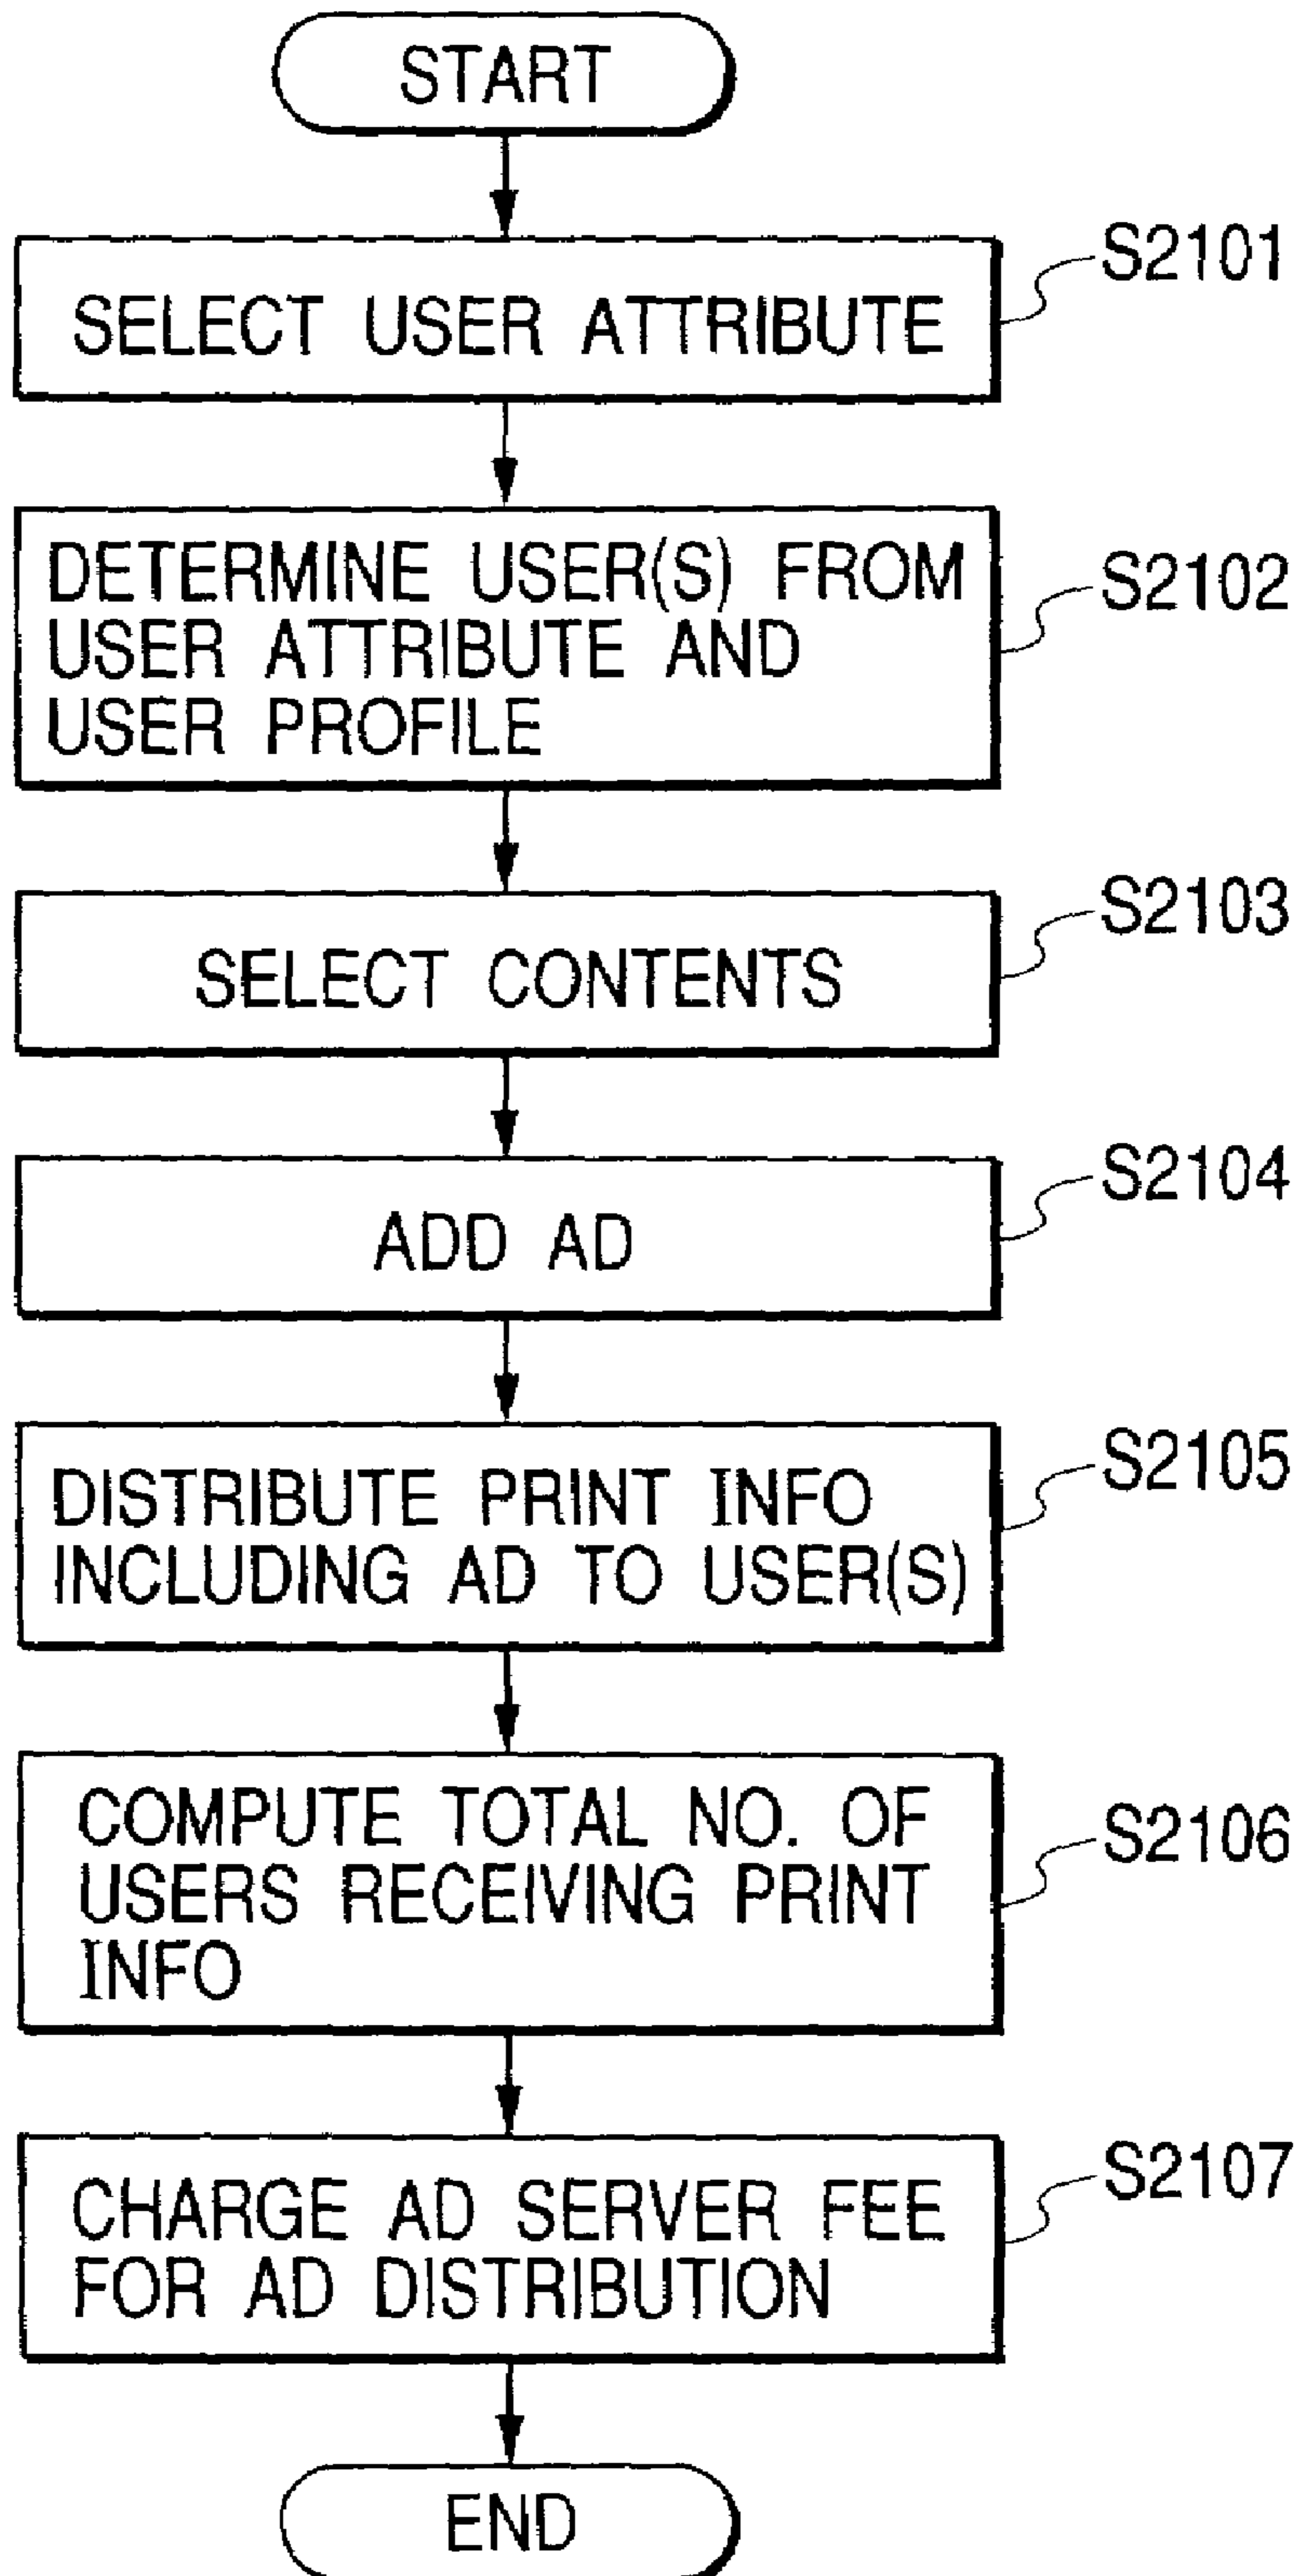 START
S2101
SELECT USER ATTRIBUTE
DETERMINE USER(S) FROM
S2102
USER ATTRIBUTE AND
USER PROFILE
S2103
SELECT CONTENTS
S2104
ADD AD
S2105
DISTRIBUTE PRINT INFO
INCLUDING AD TO USER(S)
COMPUTE TOTAL NO. OF
S2106
USERS RECEIVING PRINT
INFO
S2107
CHARGE AD SERVER FEE
FOR AD DISTRIBUTION
END